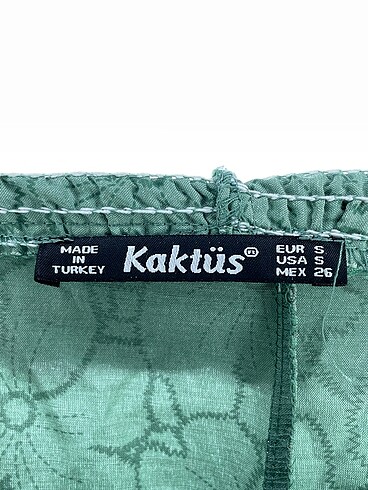 MADE
IN
TURKEY
Kaktüs®
EUR S
USA S
MEX 26